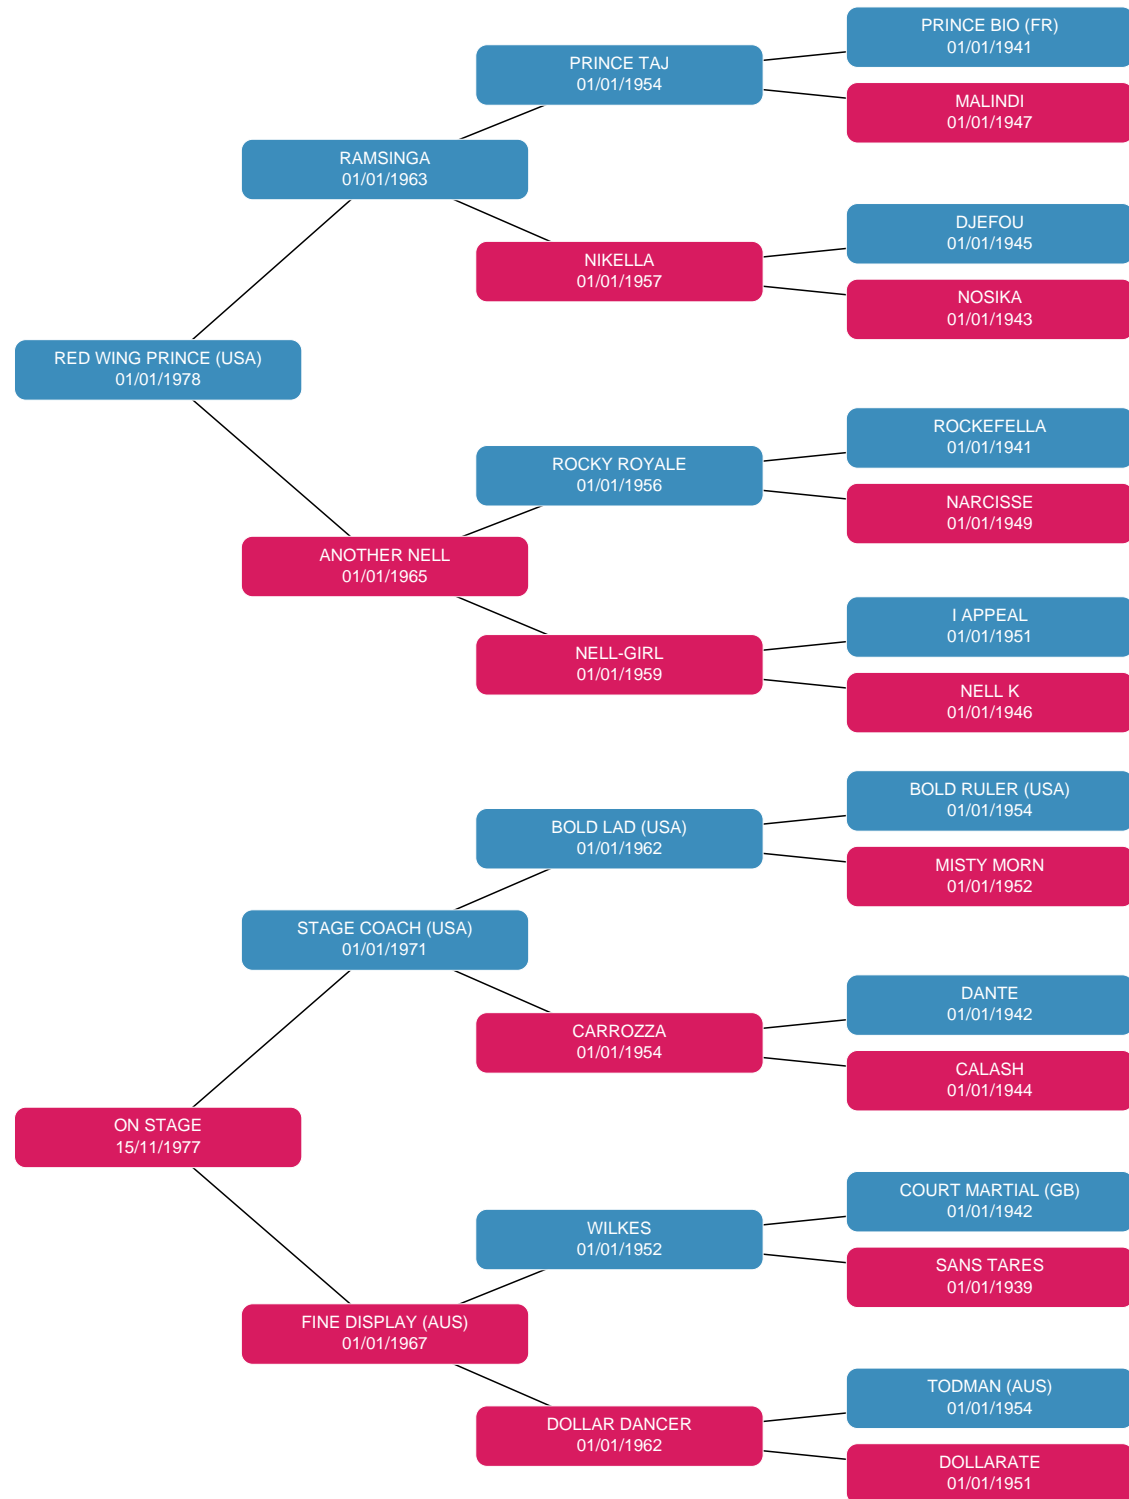 PRINCE BIO (FR)
01/01/1941
PRINCE TAJ
01/01/1954
MALINDI
01/01/1947
RAMSINGA
01/01/1963
DJEFOU
01/01/1945
NIKELLA
01/01/1957
NOSIKA
01/01/1943
RED WING PRINCE (USA)
01/01/1978
ROCKEFELLA
01/01/1941
ROCKY ROYALE
01/01/1956
NARCISSE
01/01/1949
ANOTHER NELL
01/01/1965
I APPEAL
01/01/1951
NELL-GIRL
01/01/1959
NELL K
01/01/1946
BOLD RULER (USA)
01/01/1954
BOLD LAD (USA)
01/01/1962
MISTY MORN
01/01/1952
STAGE COACH (USA)
01/01/1971
DANTE
01/01/1942
CARROZZA
01/01/1954
CALASH
01/01/1944
ON STAGE
15/11/1977
COURT MARTIAL (GB)
01/01/1942
WILKES
01/01/1952
SANS TARES
01/01/1939
FINE DISPLAY (AUS)
01/01/1967
TODMAN (AUS)
01/01/1954
DOLLAR DANCER
01/01/1962
DOLLARATE
01/01/1951